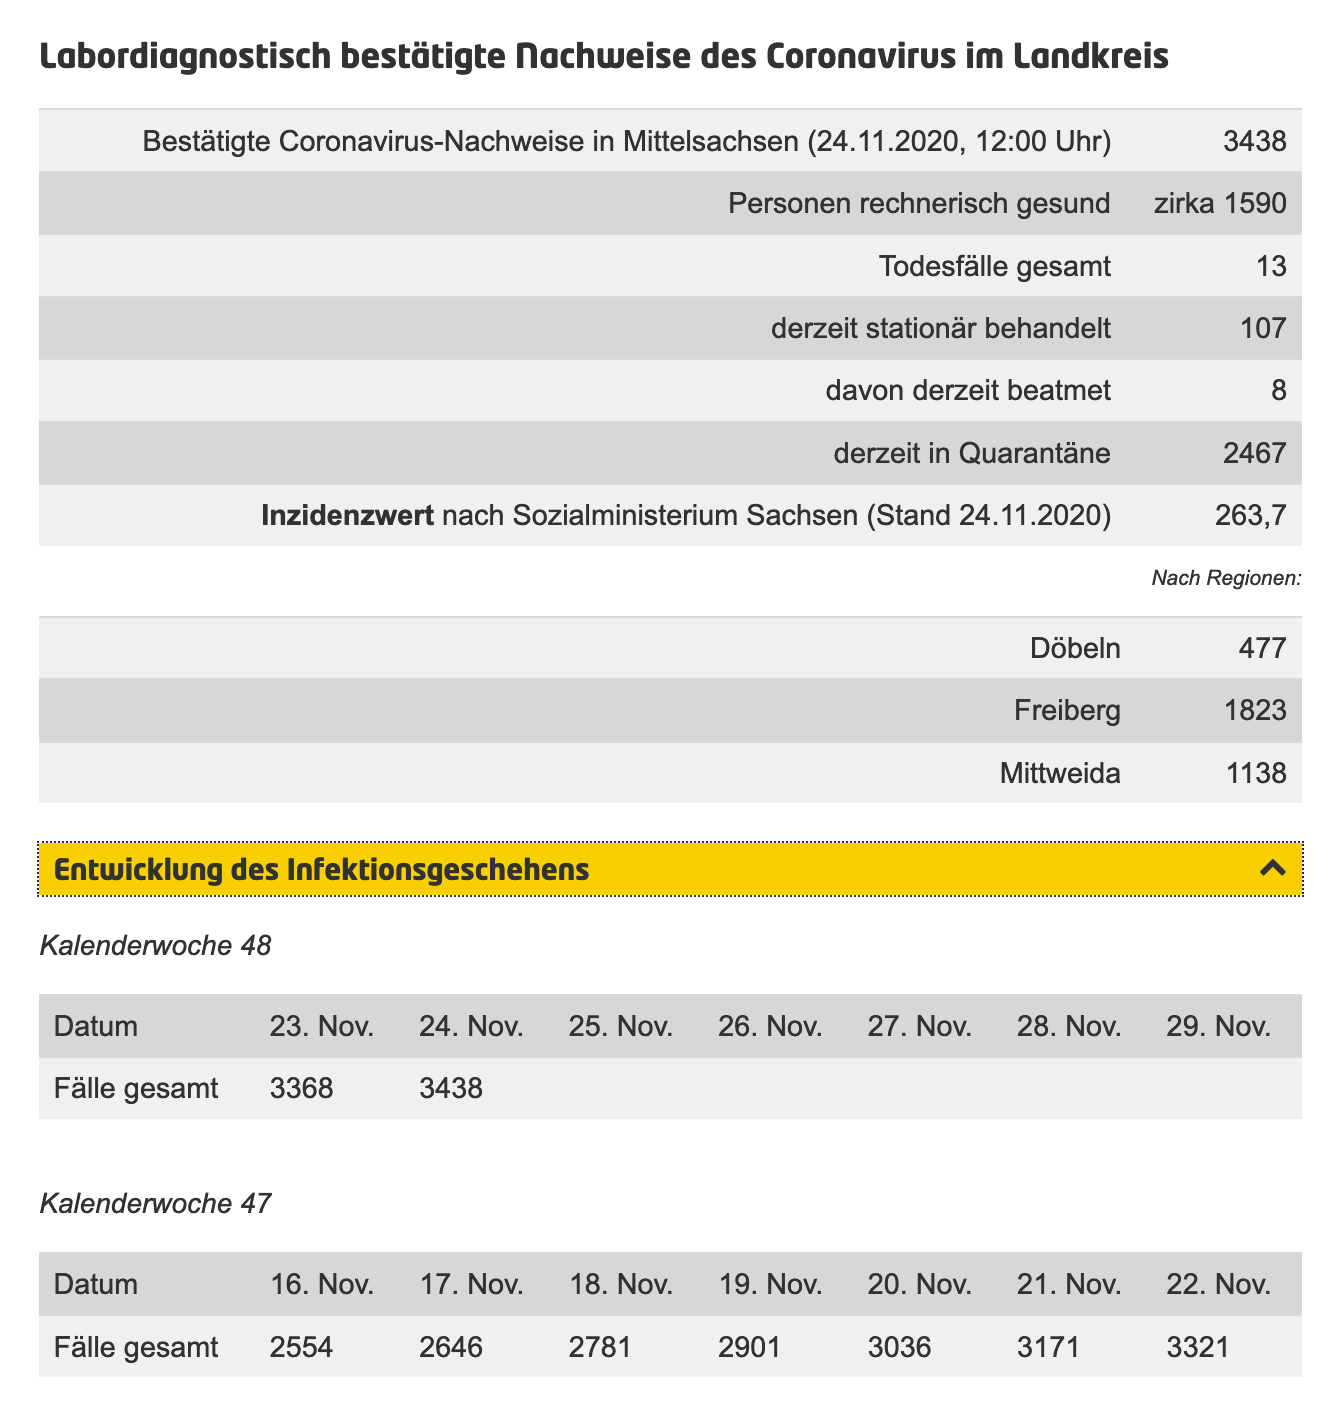 Labordiagnostisch bestätigte Nachweise des Coronavirus im Landkreis
Bestätigte Coronavirus-Nachweise in Mittelsachsen (24.11.2020, 12:00 Uhr) 3438
Personen rechnerisch gesund zirka 1590
Todesfälle gesamt 13
derzeit stationär behandelt 107
davon derzeit beatmet 8
derzeit in Quarantäne 2467
Inzidenzwert nach Sozialministerium Sachsen (Stand 24.11.2020) 263,7
Nach Regionen:
Döbeln 477
Freiberg 1823
Mittweida 1138
Entwicklung des Infektionsgeschehens
Kalenderwoche 48
Datum 23. Nov. 24. Nov. 25. Nov. 26. Nov. 27. Nov. 28. Nov. 29. Nov.
Fälle gesamt 3368 3438
Kalenderwoche 47
Datum 16. Nov. 17. Nov. 18. Nov. 19. Nov. 20. Nov. 21. Nov. 22. Nov.
Fälle gesamt 2554 2646 2781 2901 3036 3171 3321